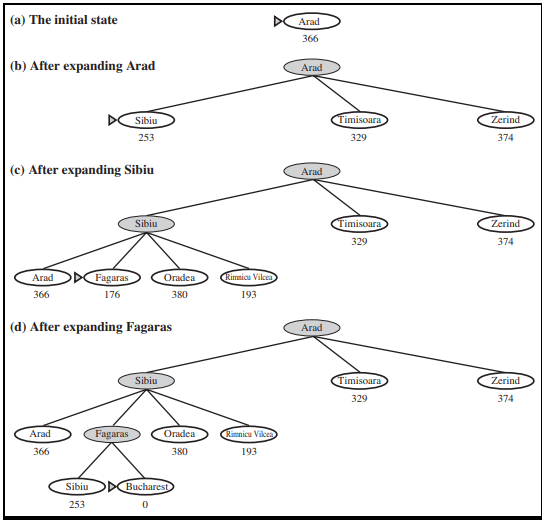 (a) The initial state
Arad
366
(b) After expanding Arad
Arad
Sibiu Timisoara Zerind
253 329 374
(c) After expanding Sibiu
Arad
Sibiu Timisoara Zerind
329 374
Arad Fagaras Oradea Rimnicu Vilcea
366 176 380 193
(d) After expanding Fagaras
Arad
Sibiu Timisoara Zerind
329 374
Arad Fagaras Oradea Rimnicu Vilcea
366 380 193
Sibiu Bucharest
253 0